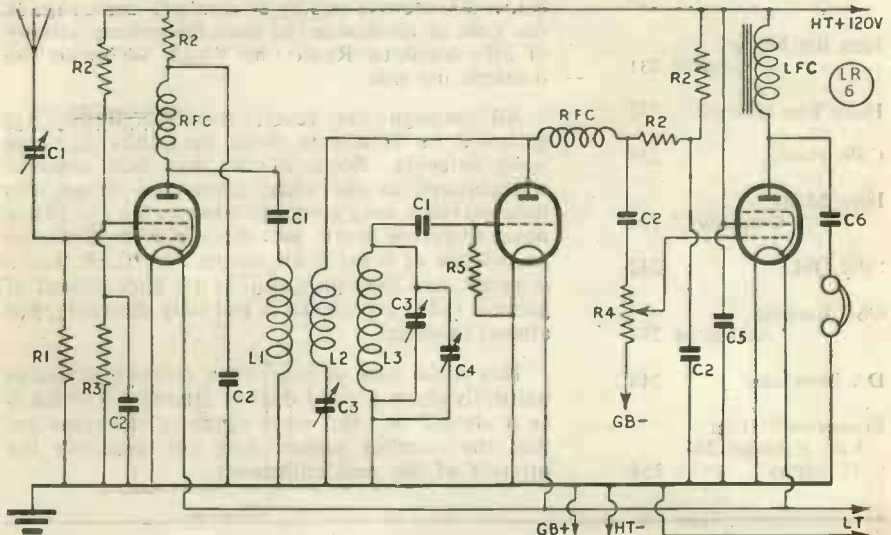 HT+120V
R2
R2
R2
LFC
LR
6
RFC
RFC
R2
C1
C1
C1
C2
C6
R5
R4
C3
R1
R3
L1
L2
L3
C4
C5
C2
C2
C3
C2
GB-
GB+
HT-
LT